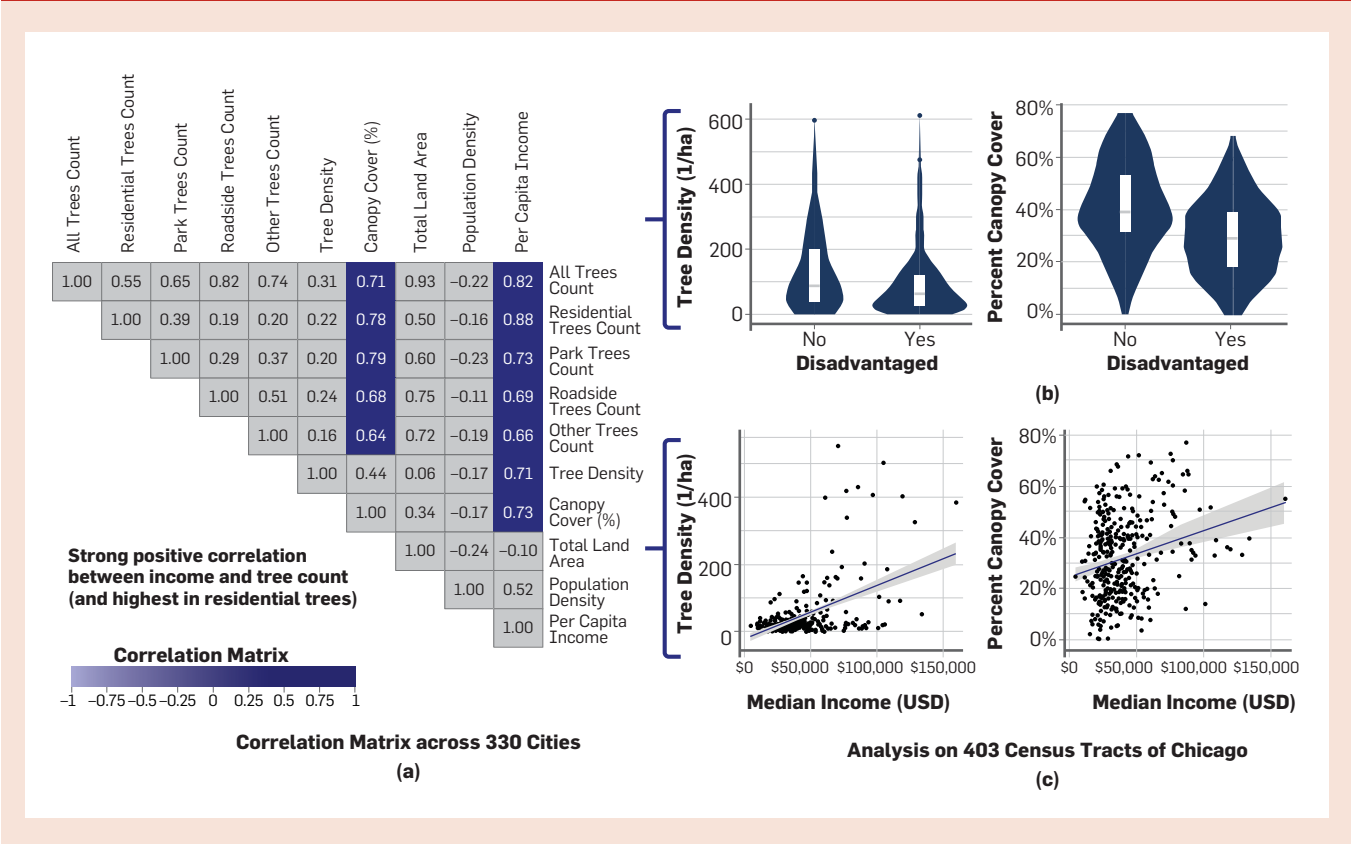 All Trees Count
Residential Trees Count
Park Trees Count
Roadside Trees Count
Other Trees Count
Tree Density
Canopy Cover (%)
Total Land Area
Population Density
Per Capita Income
1.00 0.55 0.65 0.82 0.74 0.31 0.71 0.93 –0.22 0.82 All Trees
Count
1.00 0.39 0.19 0.20 0.22 0.78 0.50 –0.16 0.88 Residential
Trees Count
1.00 0.29 0.37 0.20 0.79 0.60 –0.23 0.73 Park Trees
Count
1.00 0.51 0.24 0.68 0.75 –0.11 0.69 Roadside
Trees Count
1.00 0.16 0.64 0.72 –0.19 0.66 Other Trees
Count
1.00 0.44 0.06 –0.17 0.71 Tree Density
1.00 0.34 –0.17 0.73 Canopy
Cover (%)
1.00 –0.24 –0.10 Total Land
Area
1.00 0.52 Population
Density
1.00 Per Capita
Income
Strong positive correlation
between income and tree count
(and highest in residential trees)
Correlation Matrix
–1 –0.75 –0.5 –0.25 0 0.25 0.5 0.75 1
Correlation Matrix across 330 Cities
(a)
Tree Density (1/ha)
600
400
200
0
No Yes
Disadvantaged
Percent Canopy Cover
80%
60%
40%
20%
0%
No Yes
Disadvantaged
(b)
Tree Density (1/ha)
400
200
0
$0 $50,000 $100,000 $150,000
Median Income (USD)
Percent Canopy Cover
80%
60%
40%
20%
0%
$0 $50,000 $100,000 $150,000
Median Income (USD)
Analysis on 403 Census Tracts of Chicago
(c)